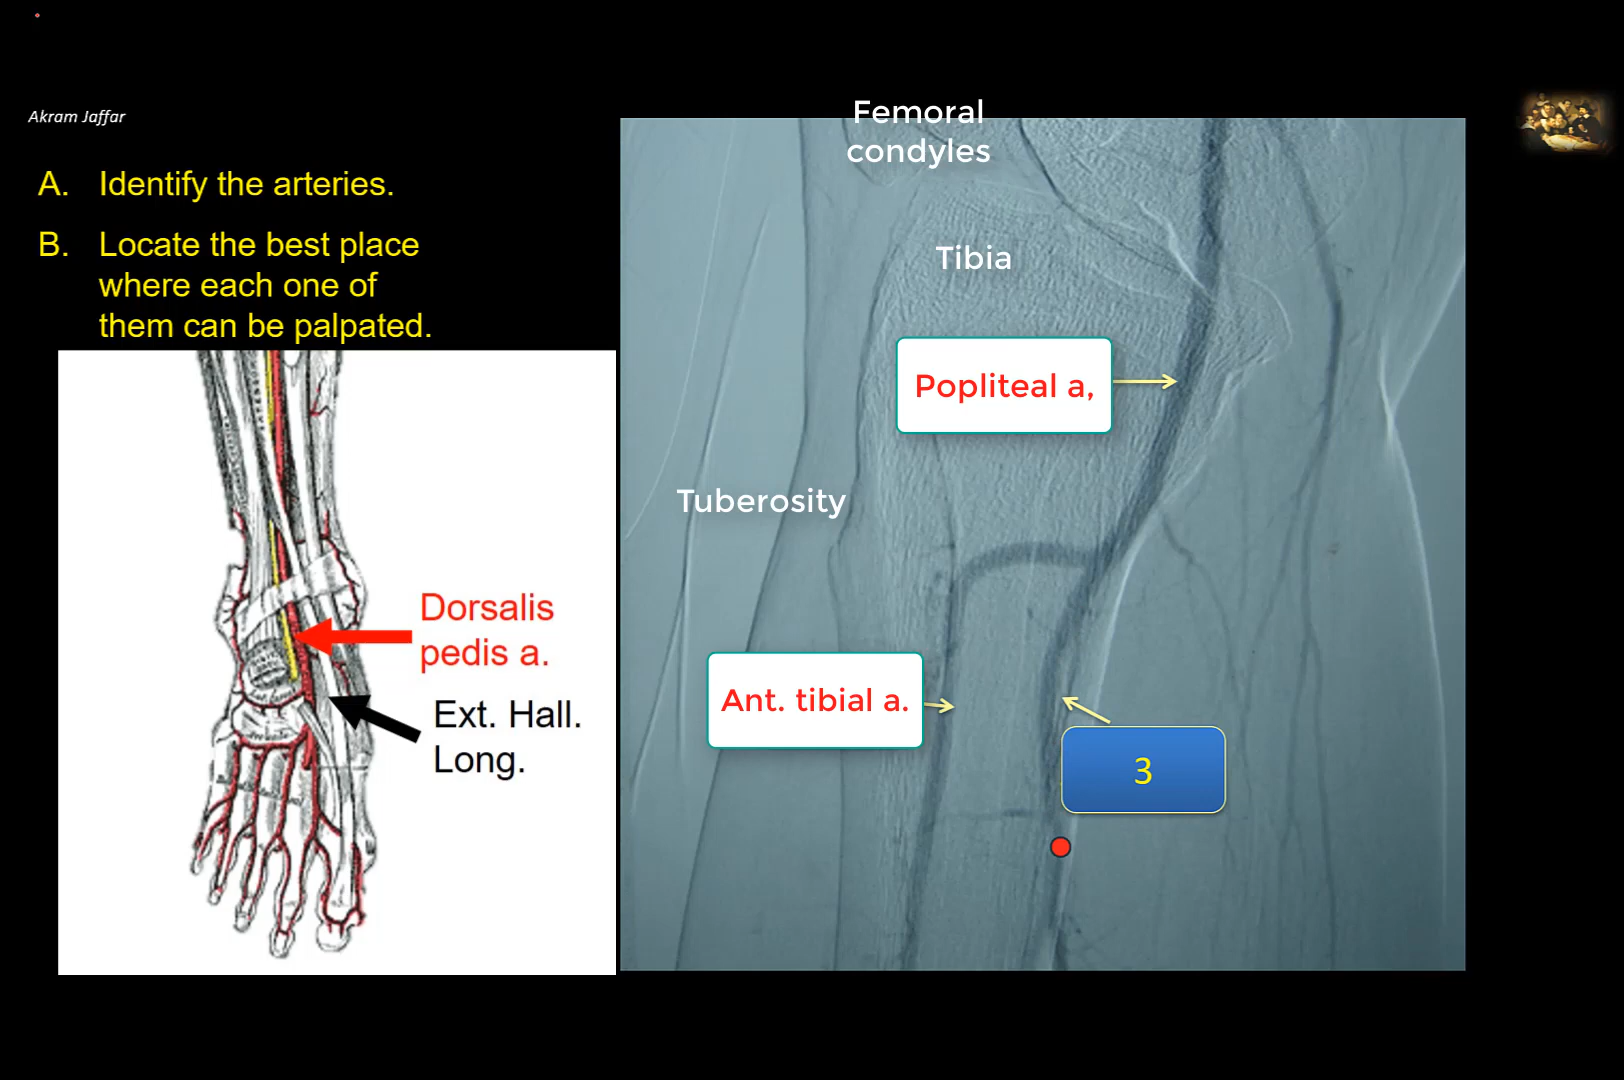 Akram Jaffar
A. Identify the arteries.
B. Locate the best place
where each one of
them can be palpated.
Dorsalis
pedis a.
Ext. Hall.
Long.
Femoral
condyles
Tibia
Popliteal a,
Tuberosity
Ant. tibial a.
3